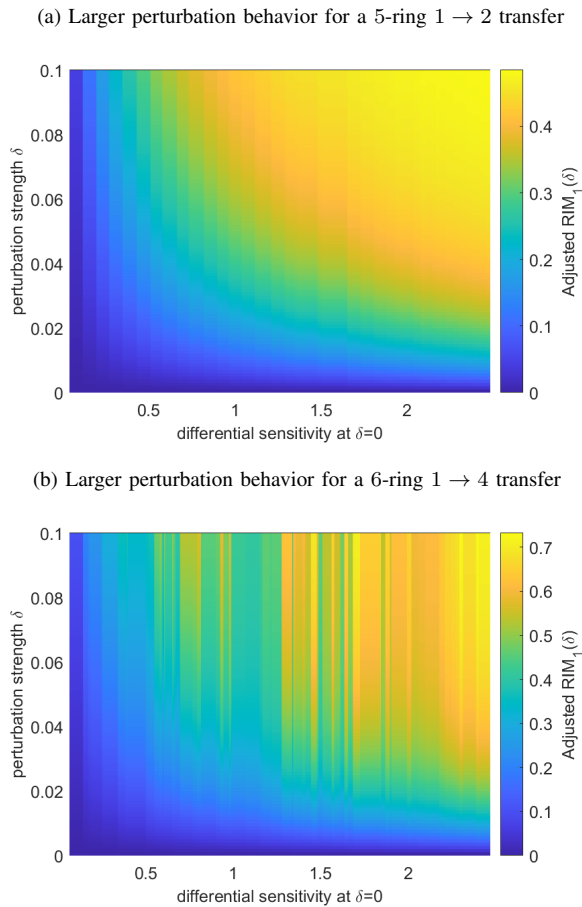 (a) Larger perturbation behavior for a 5-ring 1 → 2 transfer
0.1
0.08
0.06
0.04
0.02
0
perturbation strength δ
0.5 1 1.5 2
differential sensitivity at δ=0
0.4
0.3
0.2
0.1
0
Adjusted RIM₁(δ)
(b) Larger perturbation behavior for a 6-ring 1 → 4 transfer
0.1
0.08
0.06
0.04
0.02
0
perturbation strength δ
0.5 1 1.5 2
differential sensitivity at δ=0
0.7
0.6
0.5
0.4
0.3
0.2
0.1
0
Adjusted RIM₁(δ)